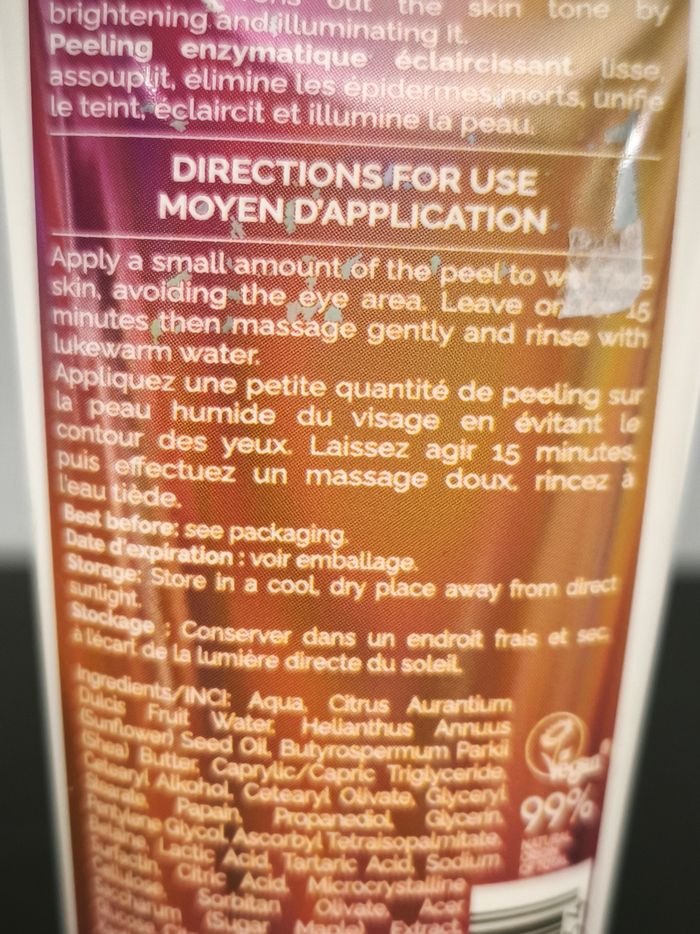 out the skin tone by
brightening and illuminating it.
Peeling enzymatique éclaircissant lisse,
assouplit, élimine les épidermes morts, unifie
le teint, éclaircit et illumine la peau.
DIRECTIONS FOR USE
MOYEN D'APPLICATION
Apply a small amount of the peel to
skin, avoiding the eye area. Leave 15
minutes then massage gently and rinse with
lukewarm water.
Appliquez une petite quantité de peeling sur
la peau humide du visage en évitant le
contour des yeux. Laissez agir 15 minutes,
puis effectuez un massage doux, rincez à
l'eau tiède.
Best before: see packaging.
Date d'expiration : voir emballage.
Storage: Store in a cool, dry place away from direct
sunlight.
Stockage : Conserver dans un endroit frais et sec,
à l'écart de la lumière directe du soleil.
Ingredients/INCI: Aqua, Citrus Aurantium
Dulcis Fruit Water, Helianthus Annuus
(Sunflower) Seed Oil, Butyrospermum Parkii
(Shea) Butter, Caprylic/Capric Triglyceride,
Cetearyl Alcohol, Cetearyl Olivate, Glyceryl
Stearate, Papain, Propanediol, Glycerin,
Pentylene Glycol, Ascorbyl Tetraisopalmitate,
Betaine, Lactic Acid, Tartaric Acid, Sodium
Surfactin, Citric Acid, Microcrystalline
Cellulose, Sorbitan Olivate, Acer
Saccharum (Sugar Maple) Extract,
Vegan
99%